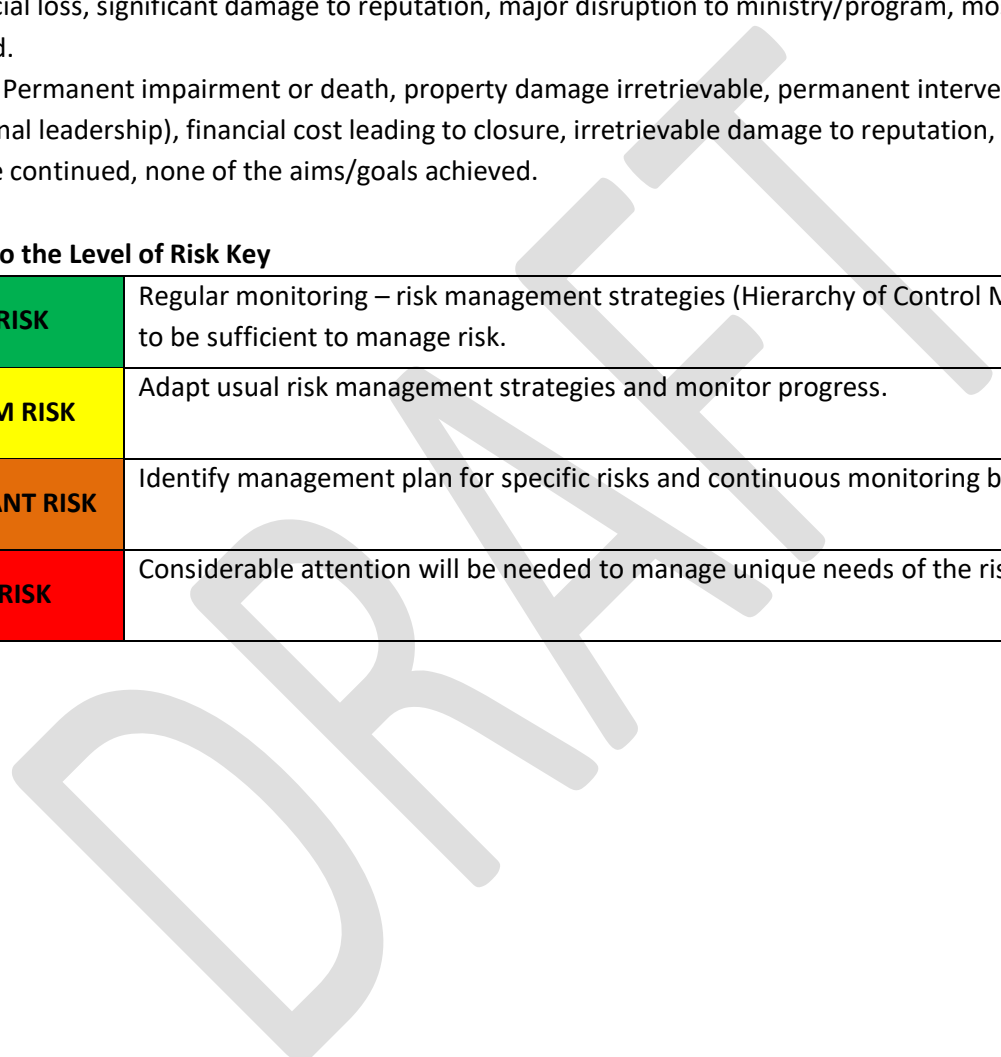 cial loss, significant damage to reputation, major disruption to ministry/program, mo
d.
Permanent impairment or death, property damage irretrievable, permanent interve
nal leadership), financial cost leading to closure, irretrievable damage to reputation,
e continued, none of the aims/goals achieved.
o the Level of Risk Key
RISK
Regular monitoring – risk management strategies (Hierarchy of Control M
to be sufficient to manage risk.
M RISK
Adapt usual risk management strategies and monitor progress.
ANT RISK
Identify management plan for specific risks and continuous monitoring b
RISK
Considerable attention will be needed to manage unique needs of the ris
DRAFT